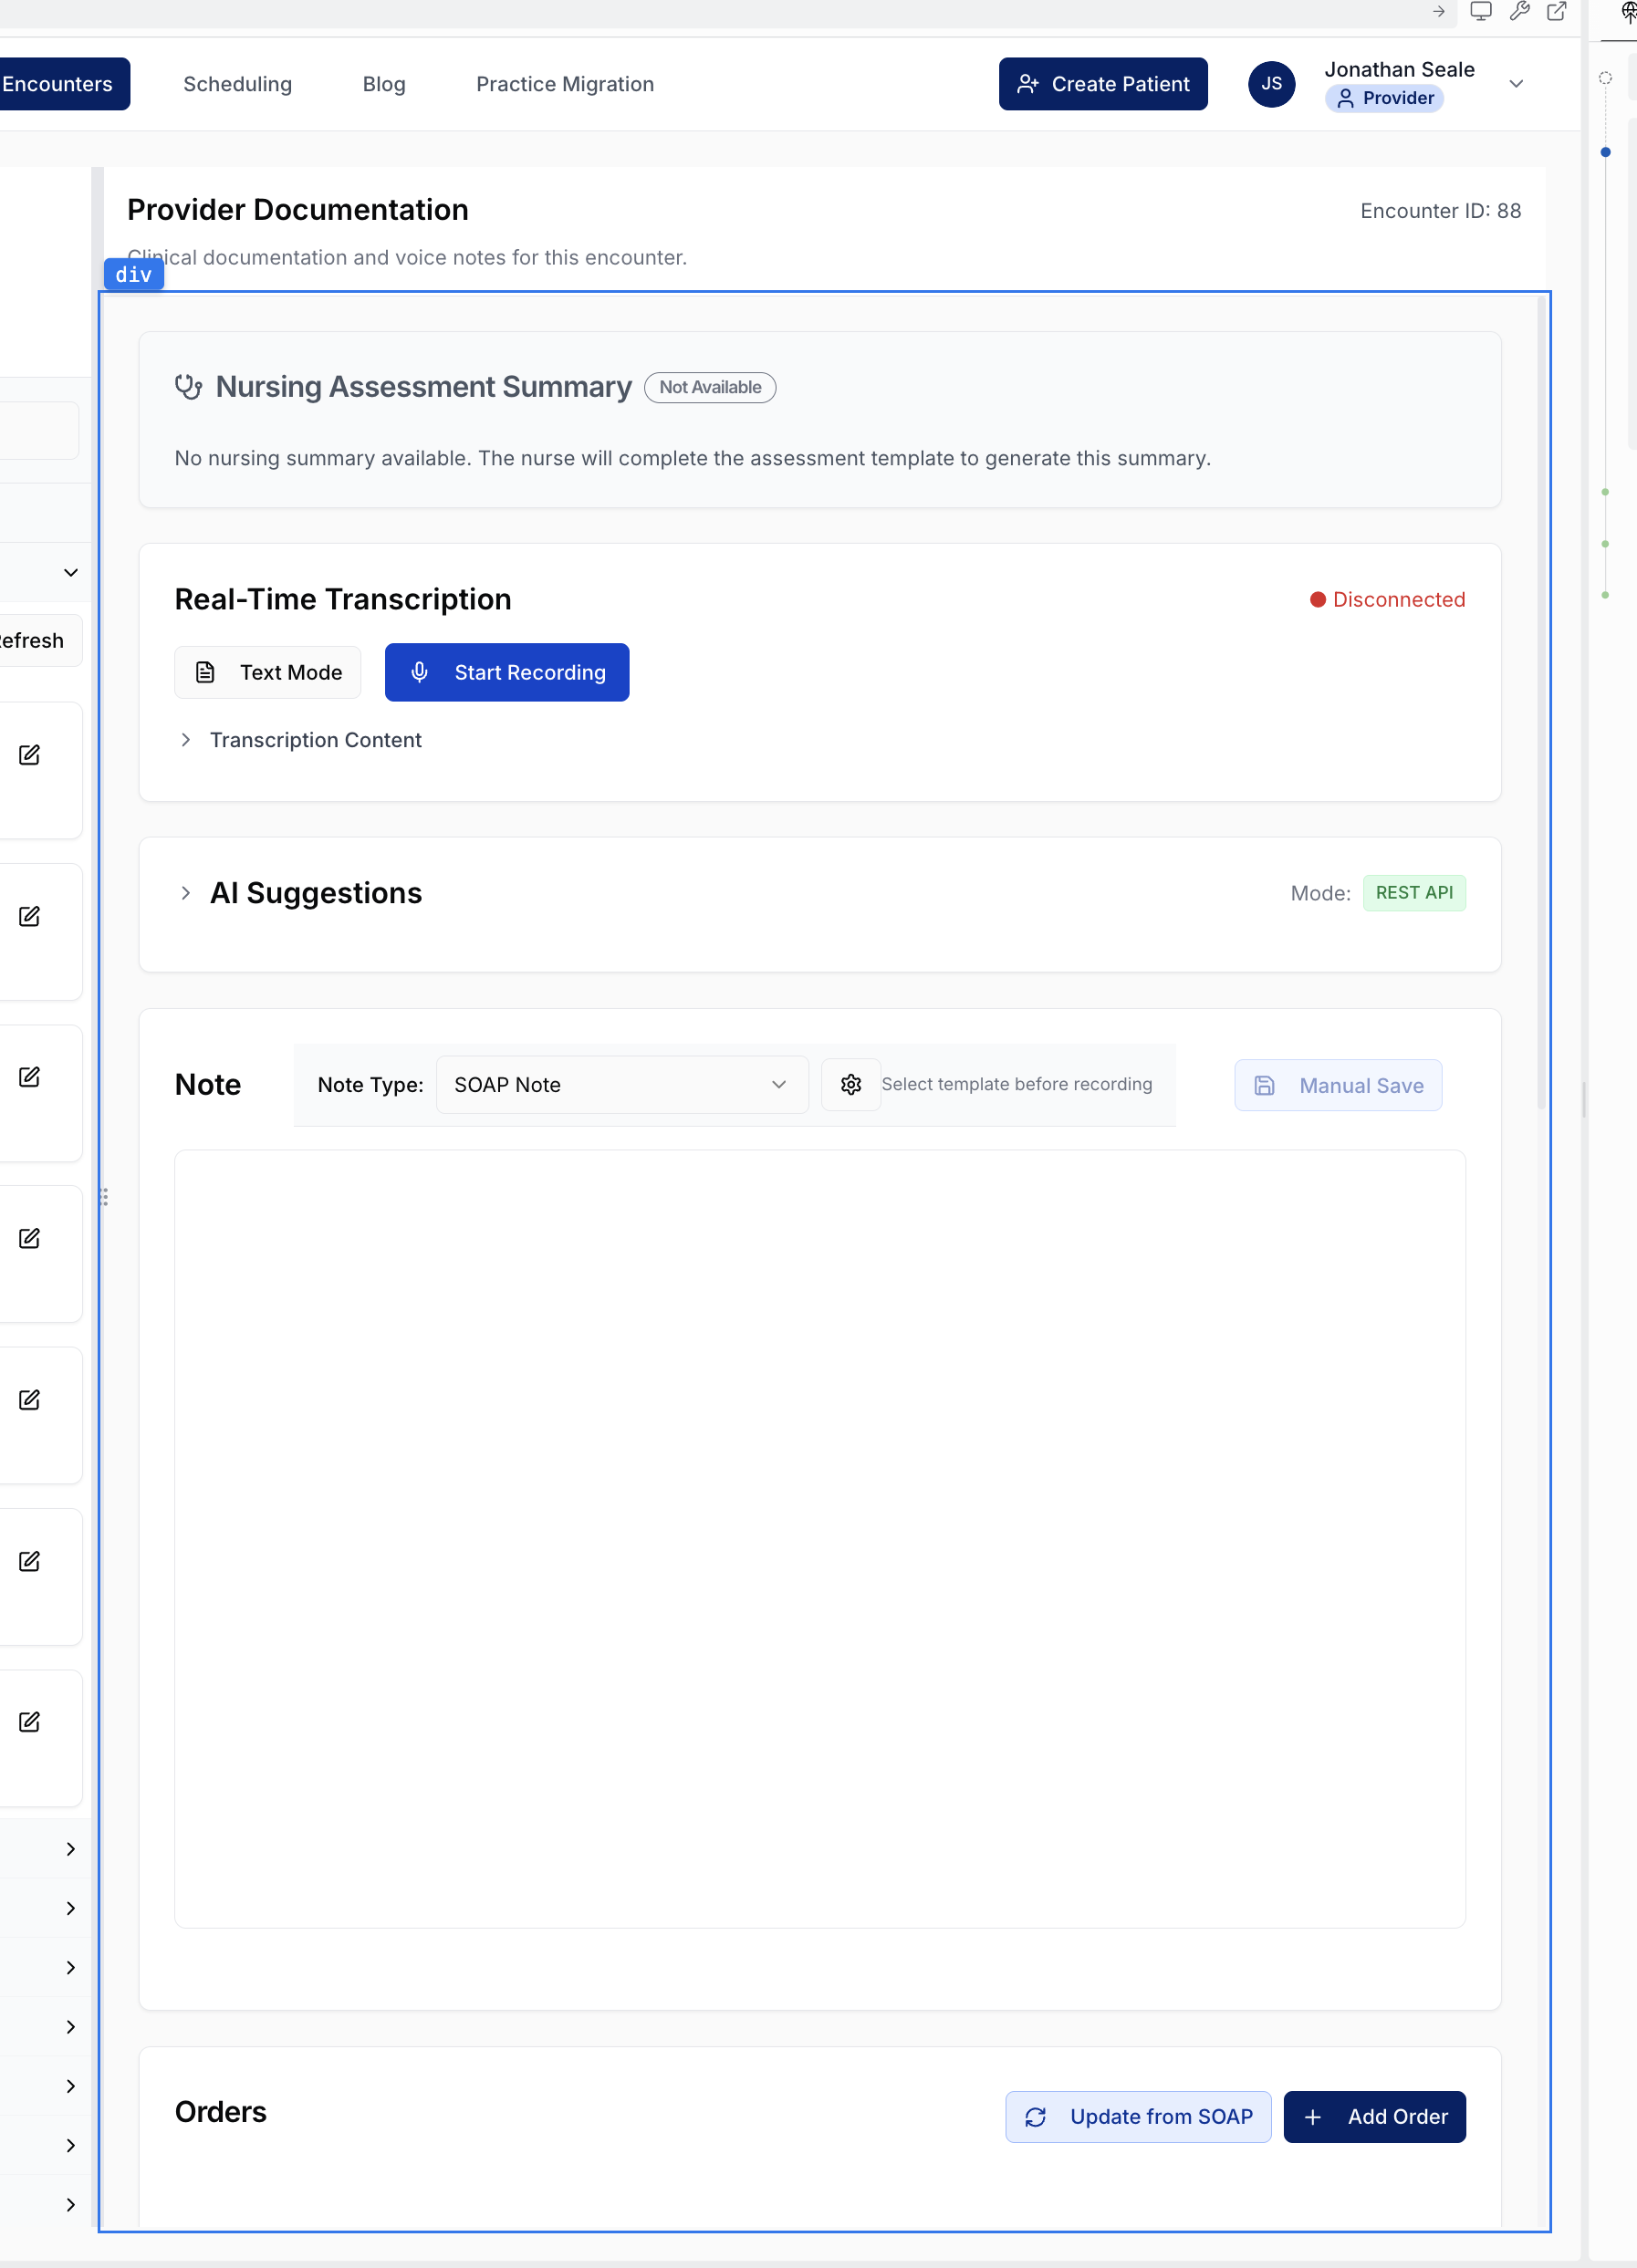 Encounters
Scheduling
Blog
Practice Migration
Create Patient
JS
Jonathan Seale
Provider
Provider Documentation
Encounter ID: 88
Clinical documentation and voice notes for this encounter.
div
Nursing Assessment Summary
Not Available
No nursing summary available. The nurse will complete the assessment template to generate this summary.
Real-Time Transcription
Disconnected
Refresh
Text Mode
Start Recording
Transcription Content
AI Suggestions
Mode:
REST API
Note
Note Type:
SOAP Note
Select template before recording
Manual Save
Orders
Update from SOAP
Add Order